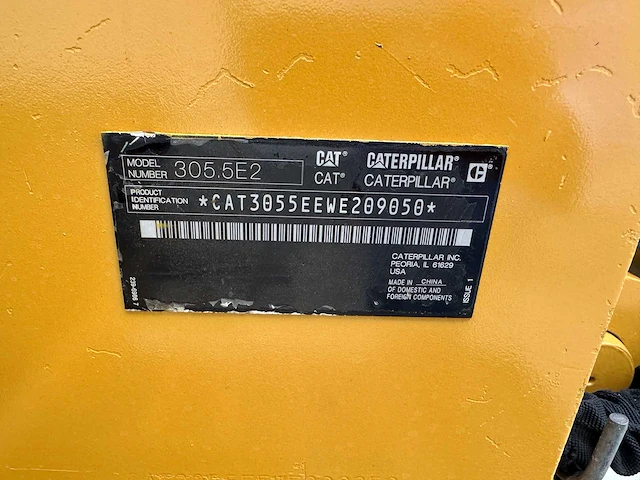 MODEL NUMBER 305.5E2
CAT® CATERPILLAR®
CAT® CATERPILLAR®
PRODUCT IDENTIFICATION NUMBER *CAT3055EEWE209050*
CATERPILLAR INC.
PEORIA, IL 61629
USA
MADE IN CHINA
OF DOMESTIC AND
FOREIGN COMPONENTS
ISSUE 1